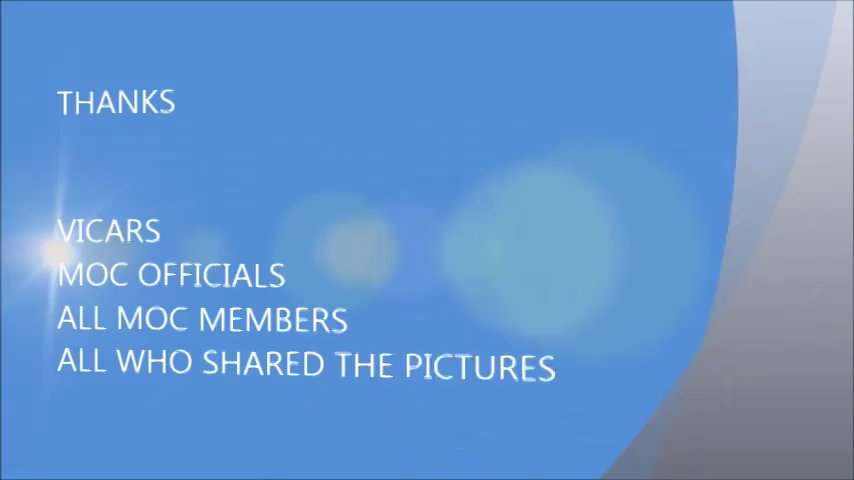 THANKS
VICARS
MOC OFFICIALS
ALL MOC MEMBERS
ALL WHO SHARED THE PICTURES